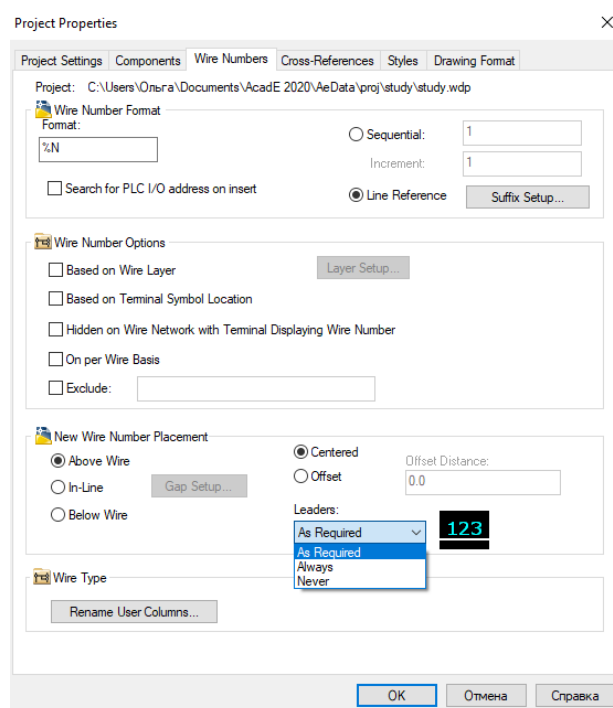 Project Properties
Project Settings Components Wire Numbers Cross-References Styles Drawing Format
Project: C:\Users\Ольга\Documents\AcadE 2020\AeData\proj\study\study.wdp
Wire Number Format
Format:
%N
Sequential: 1
Increment: 1
Search for PLC I/O address on insert
Line Reference Suffix Setup...
Wire Number Options
Based on Wire Layer Layer Setup...
Based on Terminal Symbol Location
Hidden on Wire Network with Terminal Displaying Wire Number
On per Wire Basis
Exclude:
New Wire Number Placement
Above Wire Centered Offset Distance:
In-Line Gap Setup... Offset 0.0
Below Wire Leaders:
As Required 123
As Required
Always
Never
Wire Type
Rename User Columns...
OK Отмена Справка